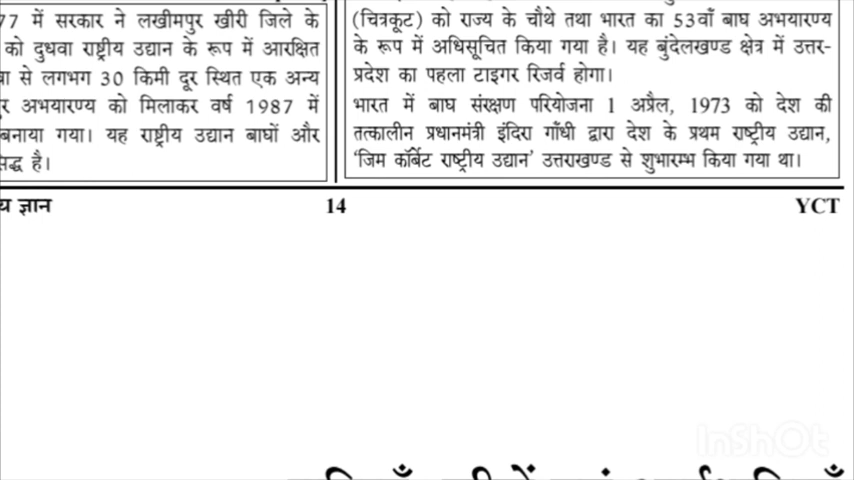 77 में सरकार ने लखीमपुर खीरी जिले के
को दुधवा राष्ट्रीय उद्यान के रूप में आरक्षित
से लगभग 30 किमी दूर स्थित एक अन्य
अभयारण्य को मिलाकर वर्ष 1987 में
बनाया गया। यह राष्ट्रीय उद्यान बाघों और
है।
(चित्रकूट) को राज्य के चौथे तथा भारत का 53वाँ बाघ अभयारण्य
के रूप में अधिसूचित किया गया है। यह बुंदेलखण्ड क्षेत्र में उत्तर-
प्रदेश का पहला टाइगर रिजर्व होगा।
भारत में बाघ संरक्षण परियोजना 1 अप्रैल, 1973 को देश की
तत्कालीन प्रधानमंत्री इंदिरा गाँधी द्वारा देश के प्रथम राष्ट्रीय उद्यान,
'जिम कॉर्बेट राष्ट्रीय उद्यान' उत्तराखण्ड से शुभारम्भ किया गया था।
ज्ञान
14
YCT
InShOt